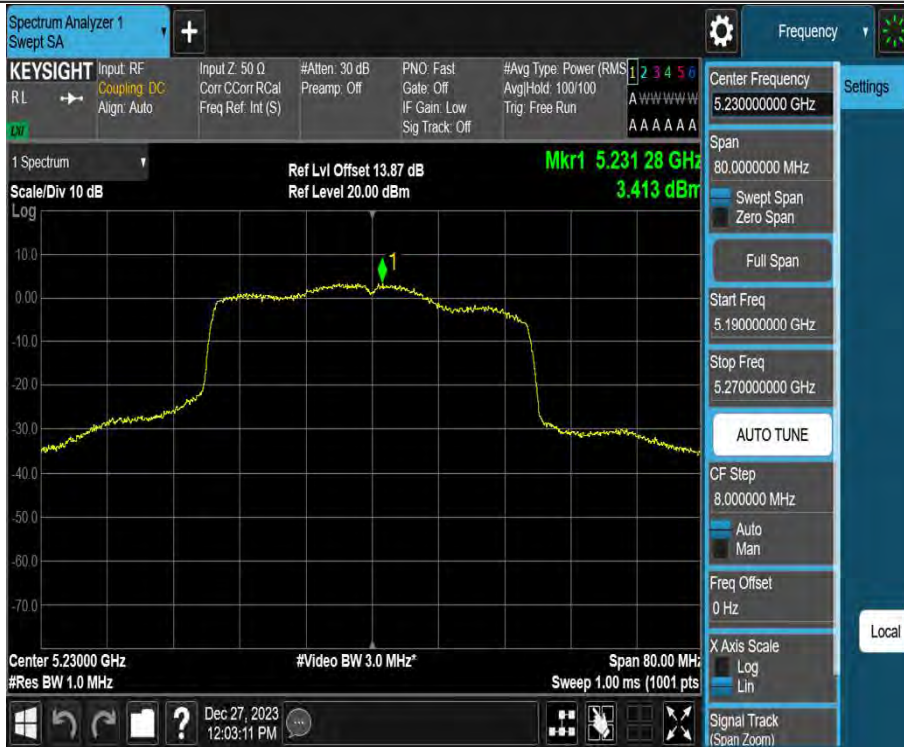 Spectrum Analyzer 1
Swept SA
+
Frequency
KEYSIGHT
RL
LXI
Input: RF
Coupling: DC
Align: Auto
Input Z: 50 Ω
Corr CCorr RCal
Freq Ref: Int (S)
#Atten: 30 dB
Preamp: Off
PNO: Fast
Gate: Off
IF Gain: Low
Sig Track: Off
#Avg Type: Power (RMS
Avg|Hold: 100/100
Trig: Free Run
1 2 3 4 5 6
A W W W W W
A A A A A A
1 Spectrum
Scale/Div 10 dB
Log
Ref Lvl Offset 13.87 dB
Ref Level 20.00 dBm
Mkr1 5.231 28 GHz
3.413 dBm
1
10.0
0.00
-10.0
-20.0
-30.0
-40.0
-50.0
-60.0
-70.0
Center 5.23000 GHz
#Res BW 1.0 MHz
#Video BW 3.0 MHz*
Span 80.00 MHz
Sweep 1.00 ms (1001 pts
Dec 27, 2023
12:03:11 PM
?
Center Frequency
5.230000000 GHz
Span
80.0000000 MHz
Swept Span
Zero Span
Full Span
Start Freq
5.190000000 GHz
Stop Freq
5.270000000 GHz
AUTO TUNE
CF Step
8.000000 MHz
Auto
Man
Freq Offset
0 Hz
X Axis Scale
Log
Lin
Signal Track
(Span Zoom)
Settings
Local